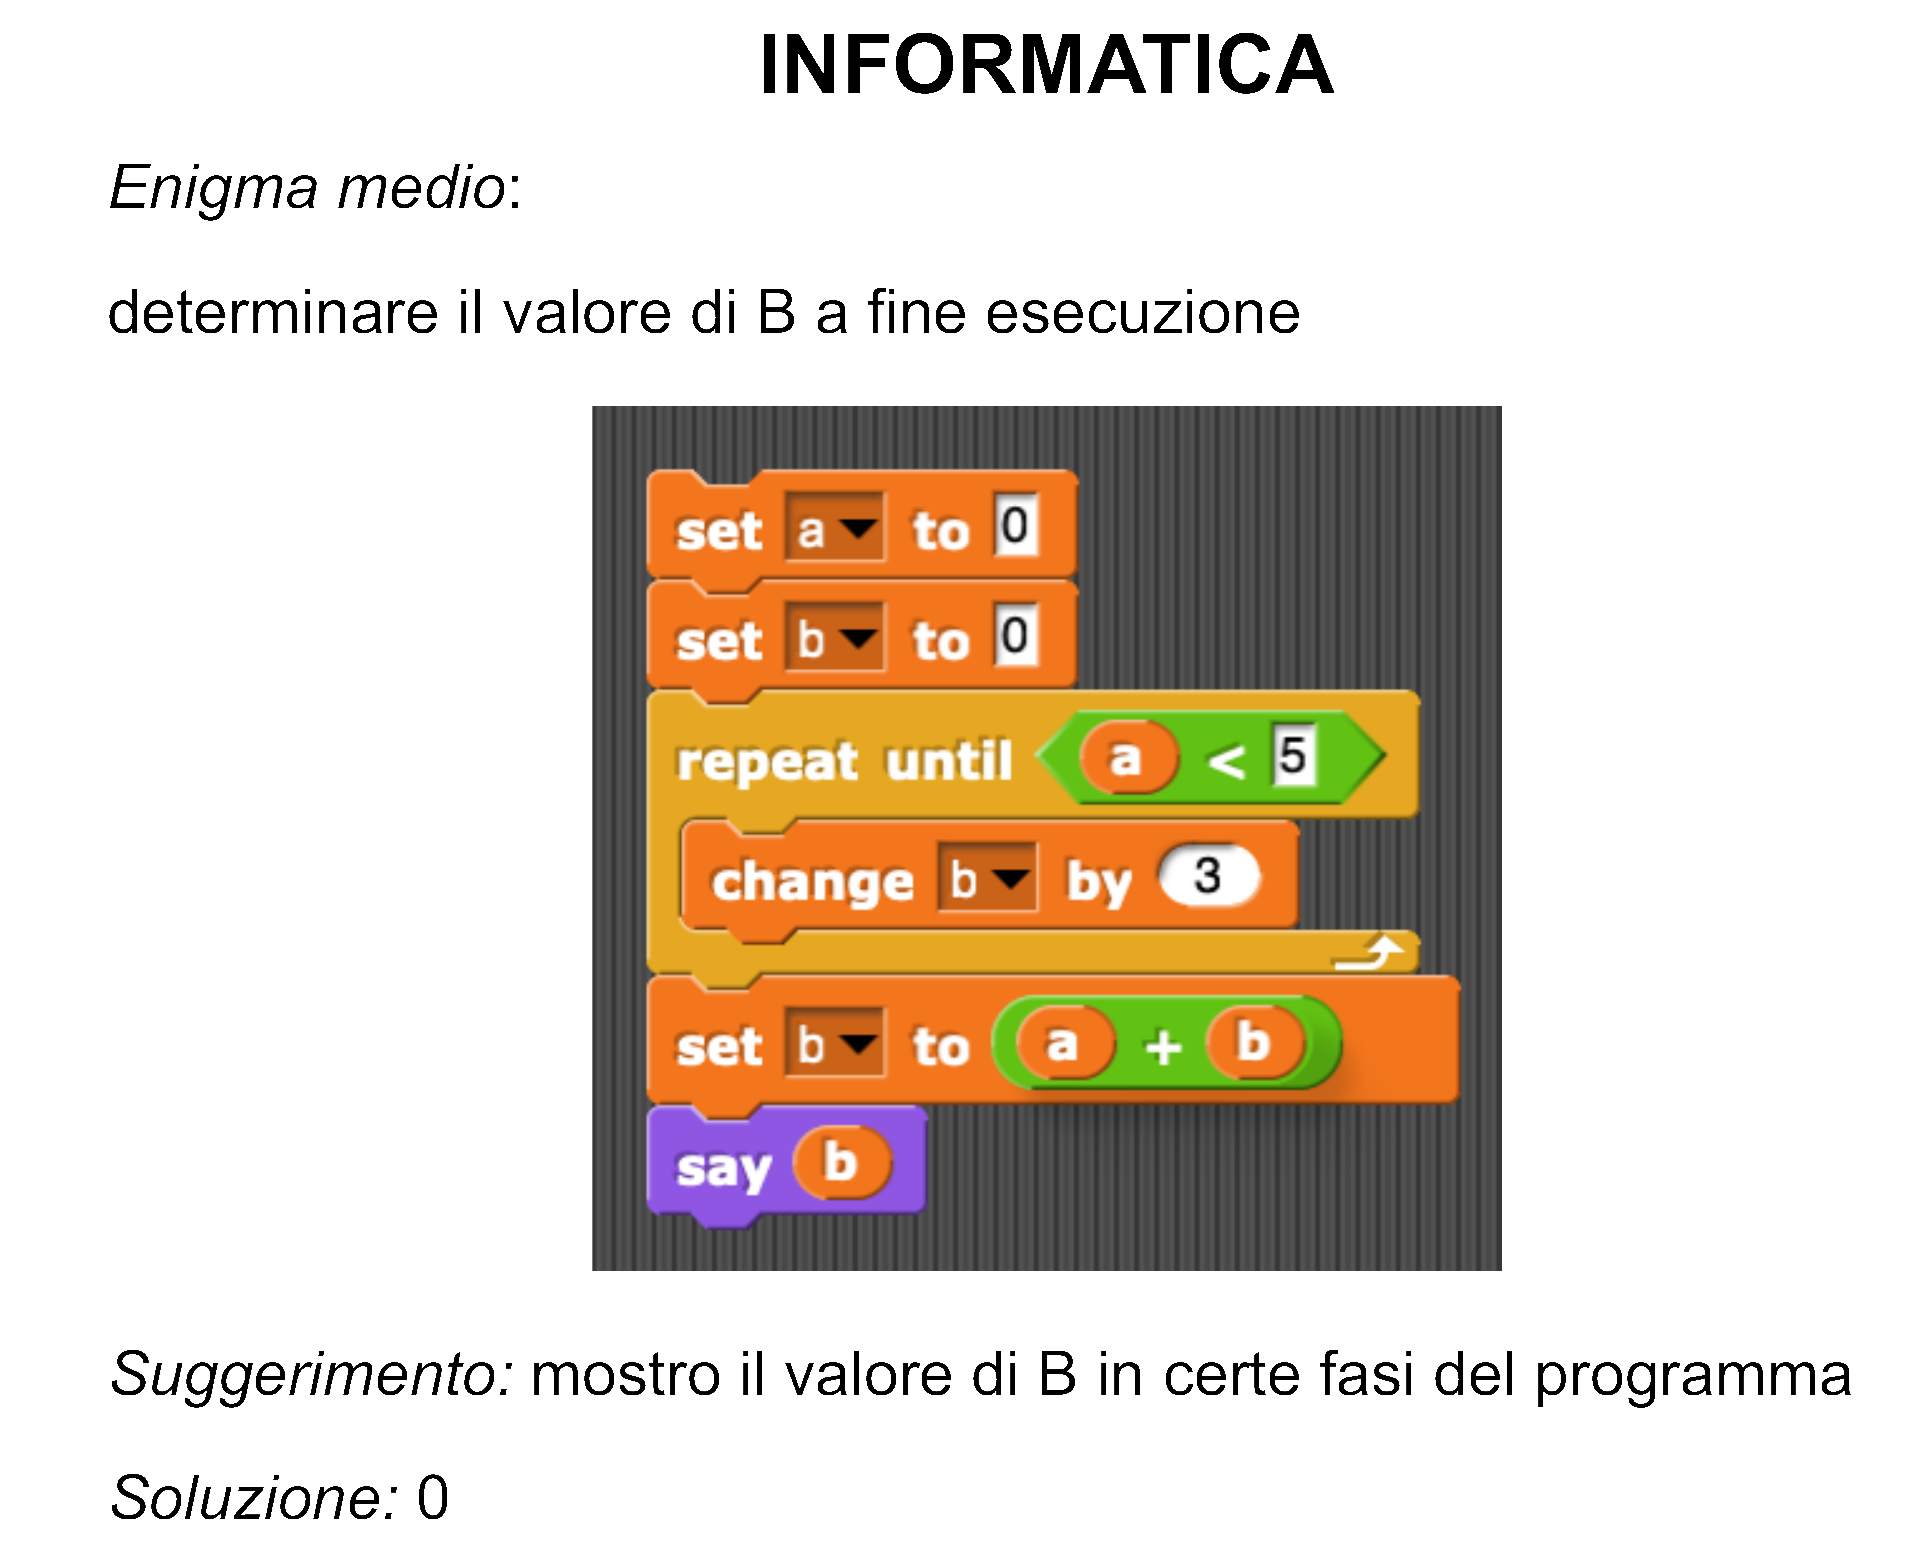 INFORMATICA
Enigma medio:
determinare il valore di B a fine esecuzione
set a to 0
set b to 0
repeat until a < 5
change b by 3
set b to a + b
say b
Suggerimento: mostro il valore di B in certe fasi del programma
Soluzione: 0